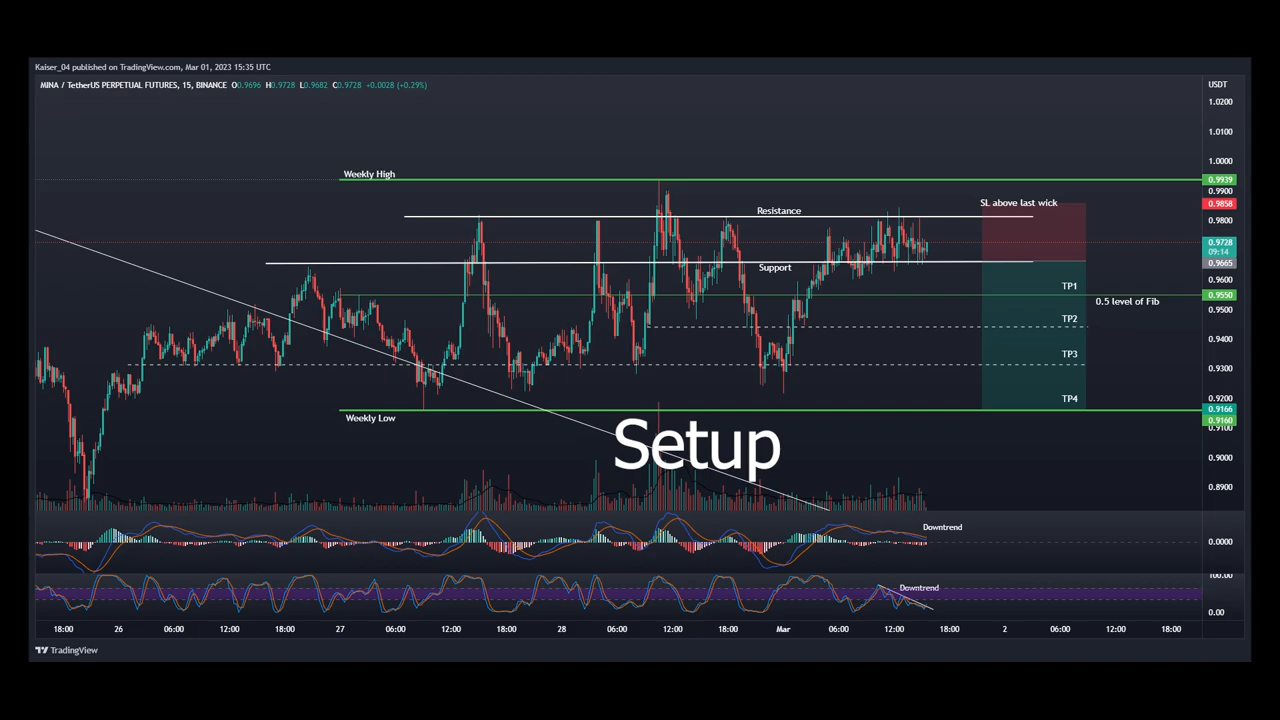 Kaiser_04 published on TradingView.com, Mar 01, 2023 15:35 UTC
MINA / TetherUS PERPETUAL FUTURES, 15, BINANCE O0.9696 H0.9728 L0.9682 C0.9728 +0.0028 (+0.29%)
USDT
1.0200
1.0100
1.0000
Weekly High
0.9939
0.9900
SL above last wick
0.9858
Resistance
0.9800
0.9728
09:14
Support
0.9665
0.9600
TP1
0.9550
0.5 level of Fib
0.9500
TP2
0.9400
TP3
0.9300
TP4
0.9200
0.9166
Weekly Low
0.9160
0.9100
Setup
0.9000
0.8900
Downtrend
0.0000
100.00
Downtrend
0.00
18:00 26 06:00 12:00 18:00 27 06:00 12:00 18:00 28 06:00 12:00 18:00 Mar 06:00 12:00 18:00 2 06:00 12:00 18:00
TradingView